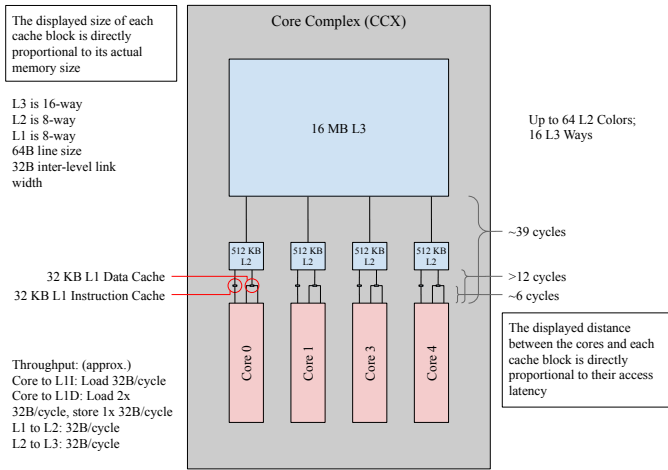 The displayed size of each
cache block is directly
proportional to its actual
memory size
Core Complex (CCX)
L3 is 16-way
L2 is 8-way
L1 is 8-way
64B line size
32B inter-level link
width
16 MB L3
Up to 64 L2 Colors;
16 L3 Ways
512 KB
L2
512 KB
L2
512 KB
L2
512 KB
L2
~39 cycles
>12 cycles
~6 cycles
32 KB L1 Data Cache
32 KB L1 Instruction Cache
Core 0
Core 1
Core 3
Core 4
The displayed distance
between the cores and each
cache block is directly
proportional to their access
latency
Throughput: (approx.)
Core to L1I: Load 32B/cycle
Core to L1D: Load 2x
32B/cycle, store 1x 32B/cycle
L1 to L2: 32B/cycle
L2 to L3: 32B/cycle